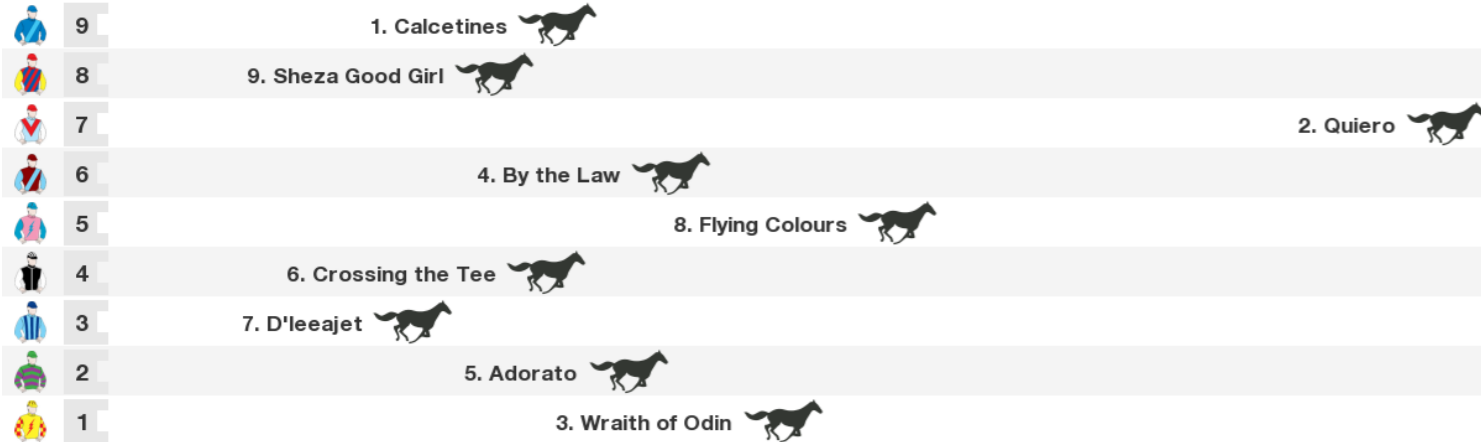 9 1. Calcetines
8 9. Sheza Good Girl
7 2. Quiero
6 4. By the Law
5 8. Flying Colours
4 6. Crossing the Tee
3 7. D'leeajet
2 5. Adorato
1 3. Wraith of Odin